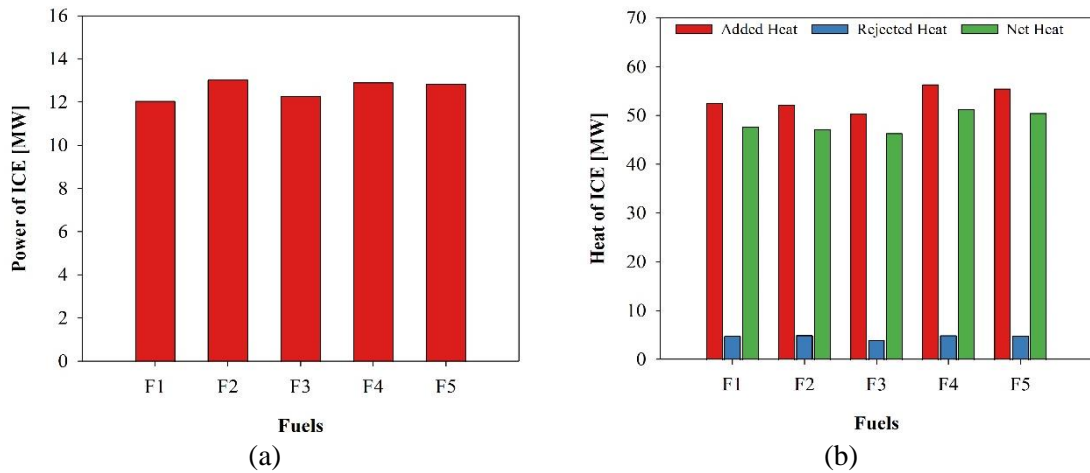 16
14
12
10
8
6
4
2
0
Power of ICE [MW]
F1 F2 F3 F4 F5
Fuels
(a)
70
60
50
40
30
20
10
0
Heat of ICE [MW]
Added Heat Rejected Heat Net Heat
F1 F2 F3 F4 F5
Fuels
(b)